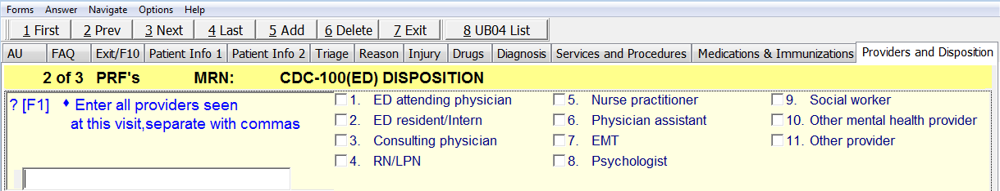 Forms Answer Navigate Options Help
1 First 2 Prev 3 Next 4 Last 5 Add 6 Delete 7 Exit 8 UB04 List
AU FAQ Exit/F10 Patient Info 1 Patient Info 2 Triage Reason Injury Drugs Diagnosis Services and Procedures Medications & Immunizations Providers and Disposition
2 of 3 PRF's MRN: CDC-100(ED) DISPOSITION
? [F1] ♦ Enter all providers seen
at this visit,separate with commas
1. ED attending physician
2. ED resident/Intern
3. Consulting physician
4. RN/LPN
5. Nurse practitioner
6. Physician assistant
7. EMT
8. Psychologist
9. Social worker
10. Other mental health provider
11. Other provider